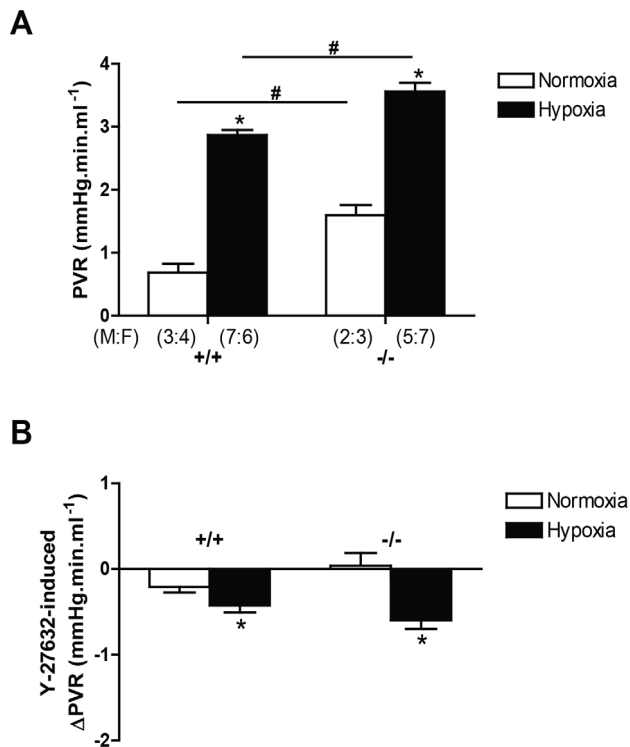 A
#
#
*
*
Normoxia
Hypoxia
PVR (mmHg.min.ml⁻¹)
4
3
2
1
0
(M:F) (3:4) (7:6) (2:3) (5:7)
+/+ -/-
B
Y-27632-induced
ΔPVR (mmHg.min.ml⁻¹)
1
0
-1
-2
+/+ -/-
*
*
Normoxia
Hypoxia